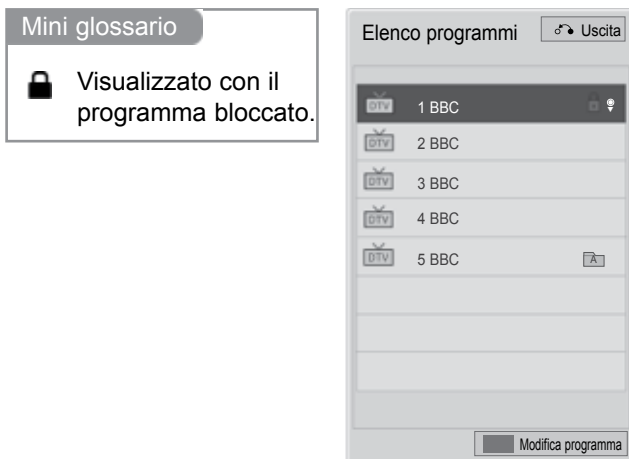 Mini glossario
Visualizzato con il
programma bloccato.
Elenco programmi
Uscita
DTV 1 BBC
DTV 2 BBC
DTV 3 BBC
DTV 4 BBC
DTV 5 BBC A
Modifica programma